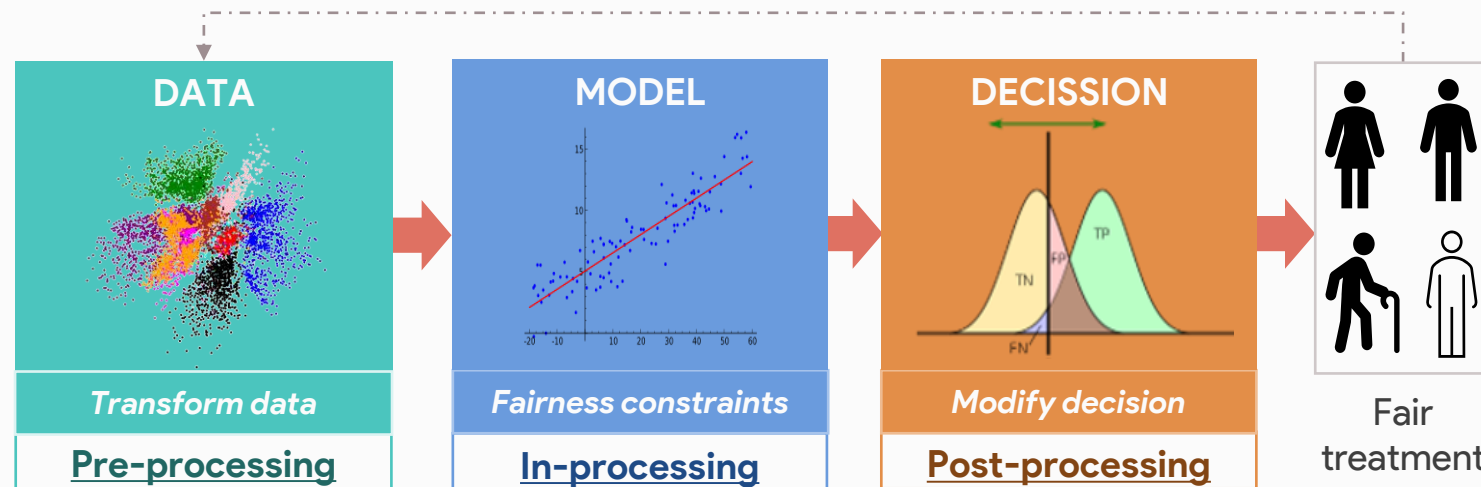 DATA
MODEL
DECISSION
15
10
5
-20
-10
0
10
20
30
40
50
60
TN
FP
TP
FN
Transform data
Fairness constraints
Modify decision
Pre-processing
In-processing
Post-processing
Fair
treatment